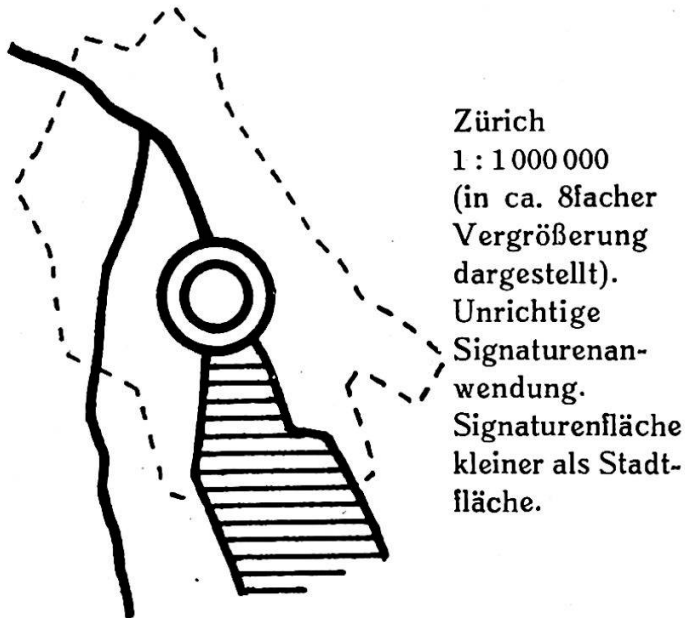 Zürich
1 : 1 000 000
(in ca. 8facher
Vergrößerung
dargestellt).
Unrichtige
Signaturenan-
wendung.
Signaturenfläche
kleiner als Stadt-
fläche.